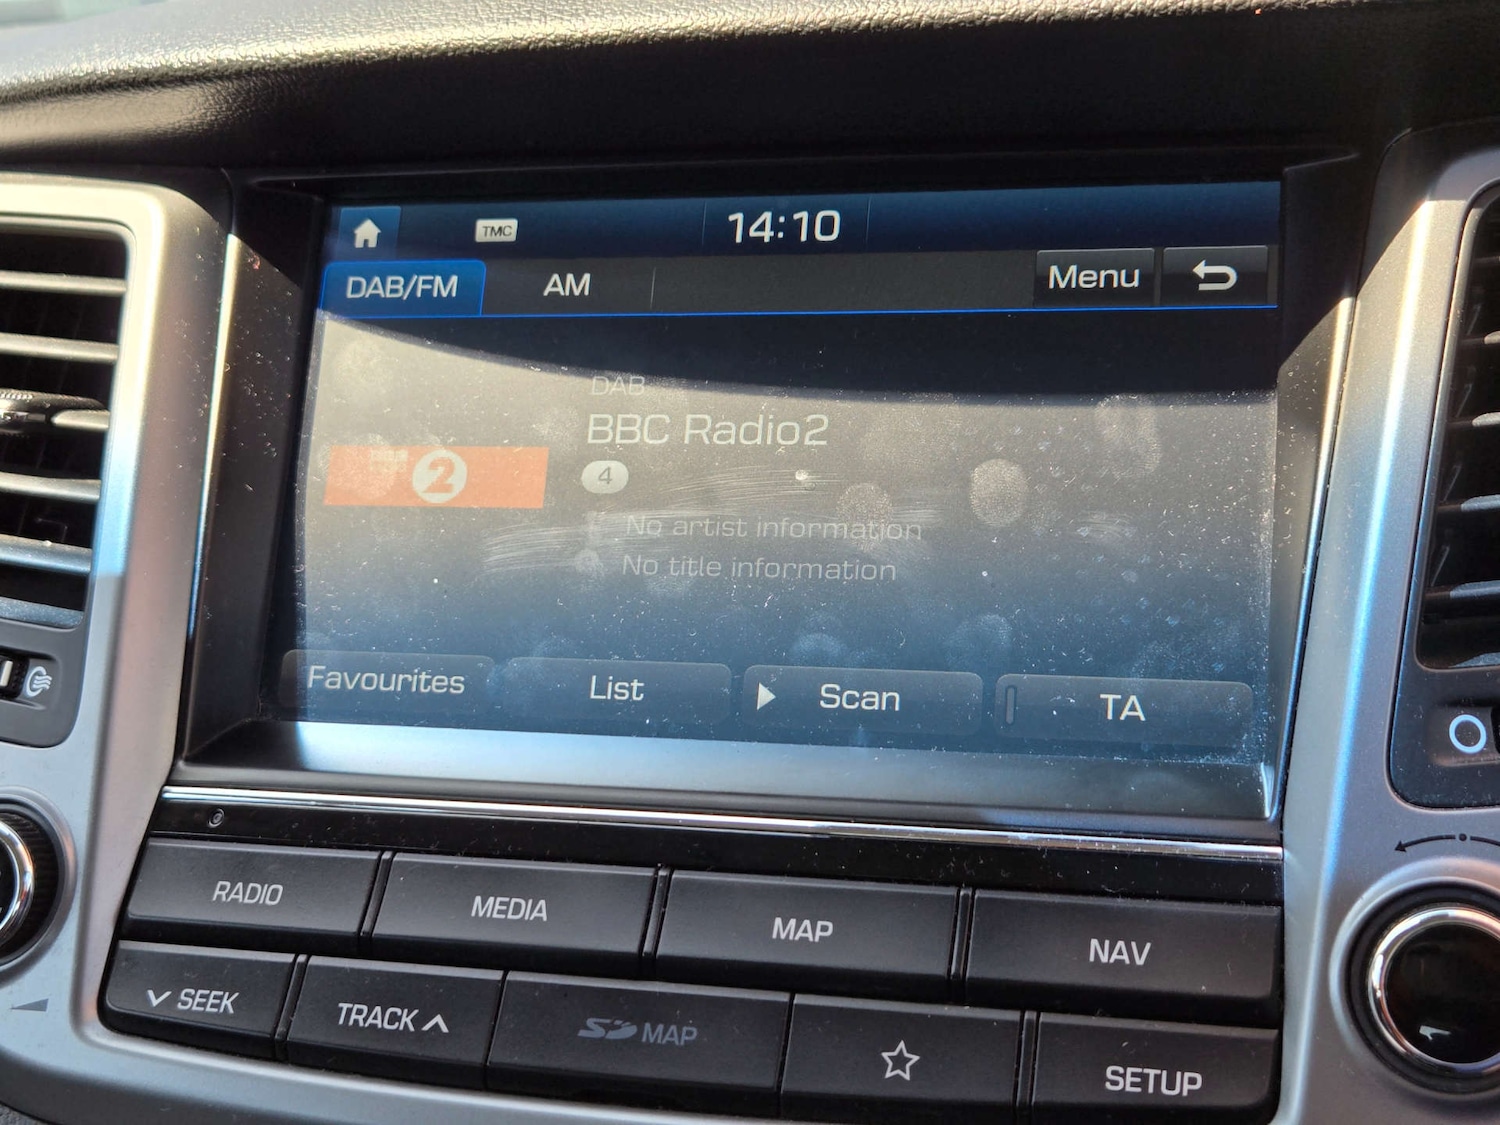 TMC
14:10
DAB/FM
AM
Menu
DAB
BBC Radio2
2
4
No artist information
No title information
Favourites
List
Scan
TA
RADIO
MEDIA
MAP
NAV
SEEK
TRACK
SD MAP
SETUP